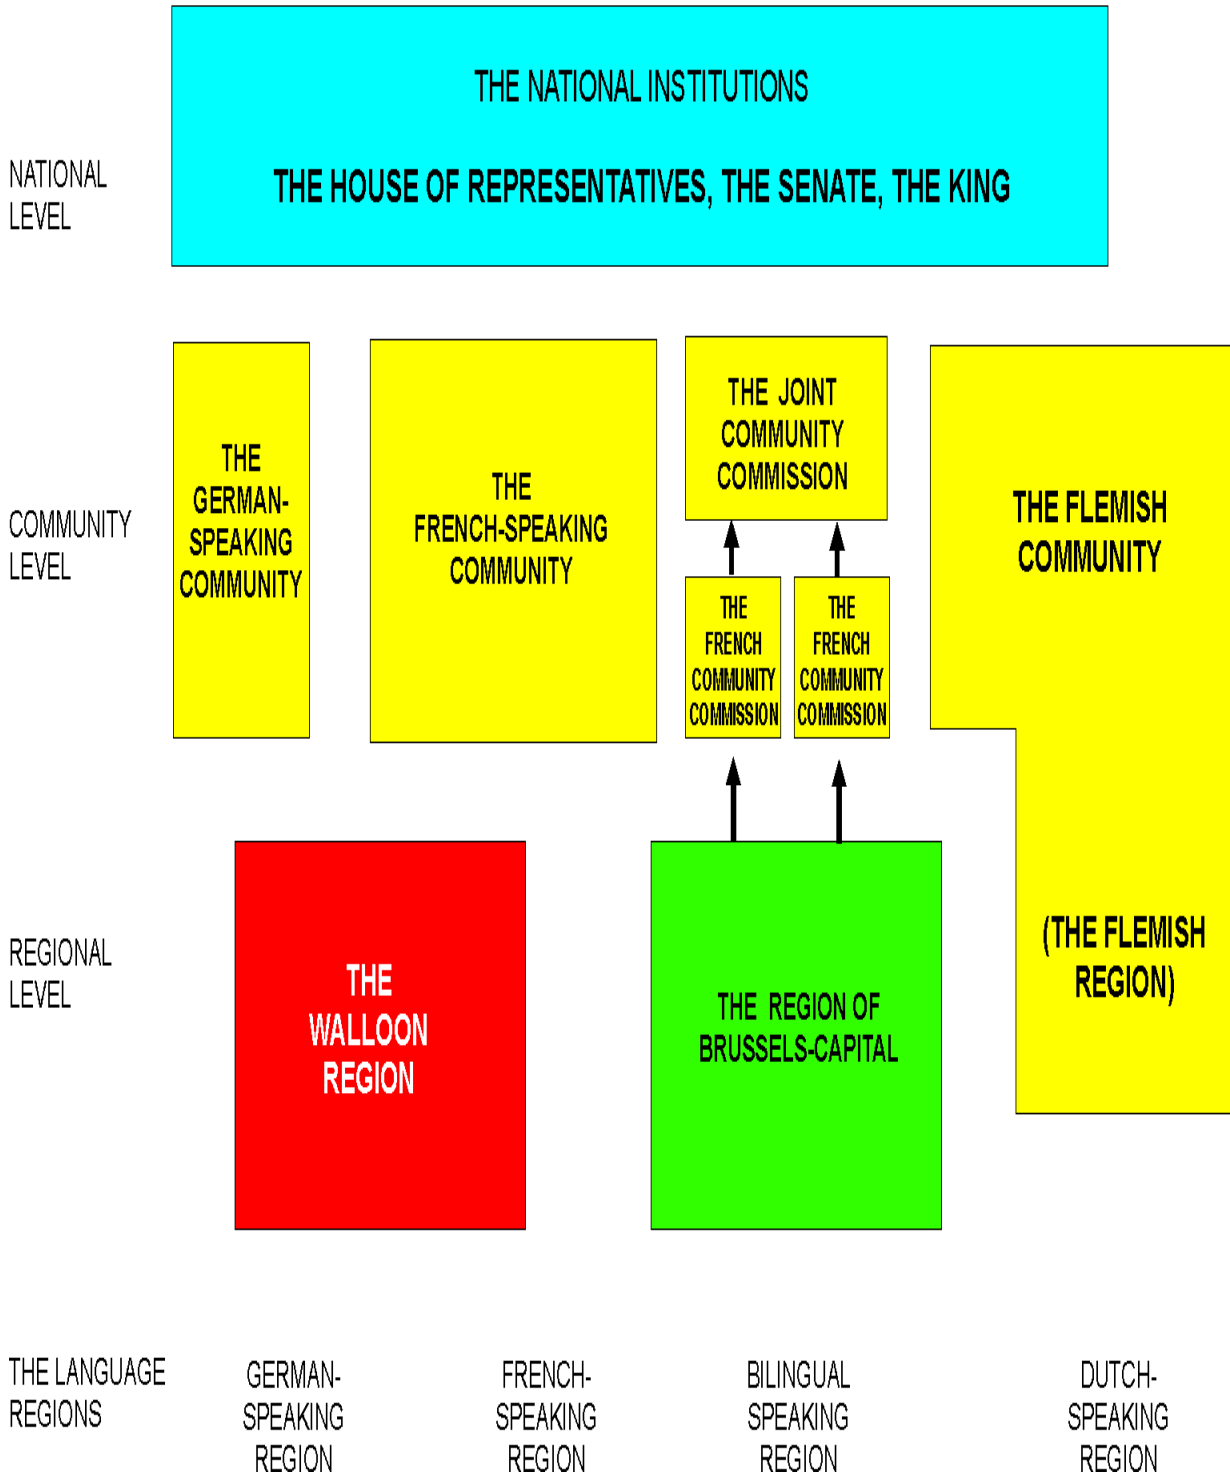 THE NATIONAL INSTITUTIONS
THE HOUSE OF REPRESENTATIVES, THE SENATE, THE KING
NATIONAL
LEVEL
COMMUNITY
LEVEL
THE
GERMAN-
SPEAKING
COMMUNITY
THE
FRENCH-SPEAKING
COMMUNITY
THE JOINT
COMMUNITY
COMMISSION
THE
FRENCH
COMMUNITY
COMMISSION
THE
FRENCH
COMMUNITY
COMMISSION
THE FLEMISH
COMMUNITY
REGIONAL
LEVEL
THE
WALLOON
REGION
THE REGION OF
BRUSSELS-CAPITAL
(THE FLEMISH
REGION)
THE LANGUAGE
REGIONS
GERMAN-
SPEAKING
REGION
FRENCH-
SPEAKING
REGION
BILINGUAL
SPEAKING
REGION
DUTCH-
SPEAKING
REGION